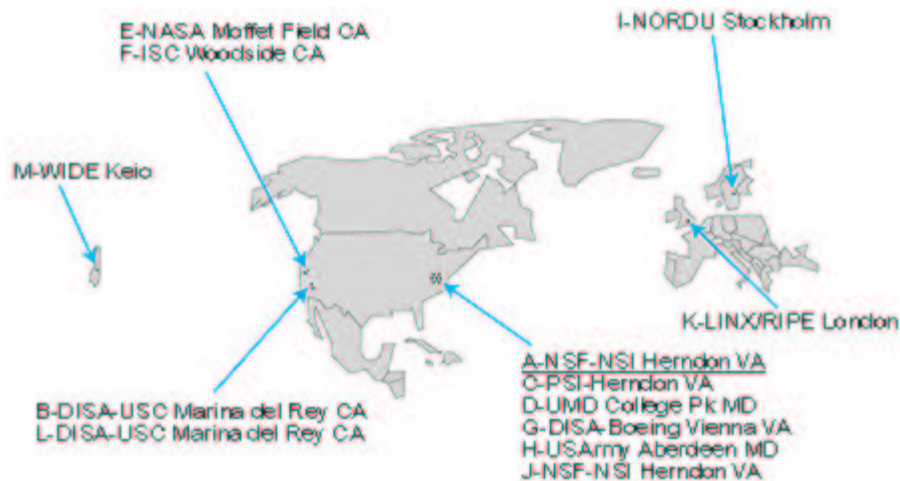 E-NASA Moffet Field CA
F-ISC Woodside CA
I-NORDU Stockholm
M-WIDE Keio
K-LINX/RIPE London
A-NSF-NSI Herndon VA
C-PSI-Herndon VA
D-UMD College Pk MD
G-DISA-Boeing Vienna VA
H-USArmy Aberdeen MD
J-NSF-NSI Herndon VA
B-DISA-USC Marina del Rey CA
L-DISA-USC Marina del Rey CA